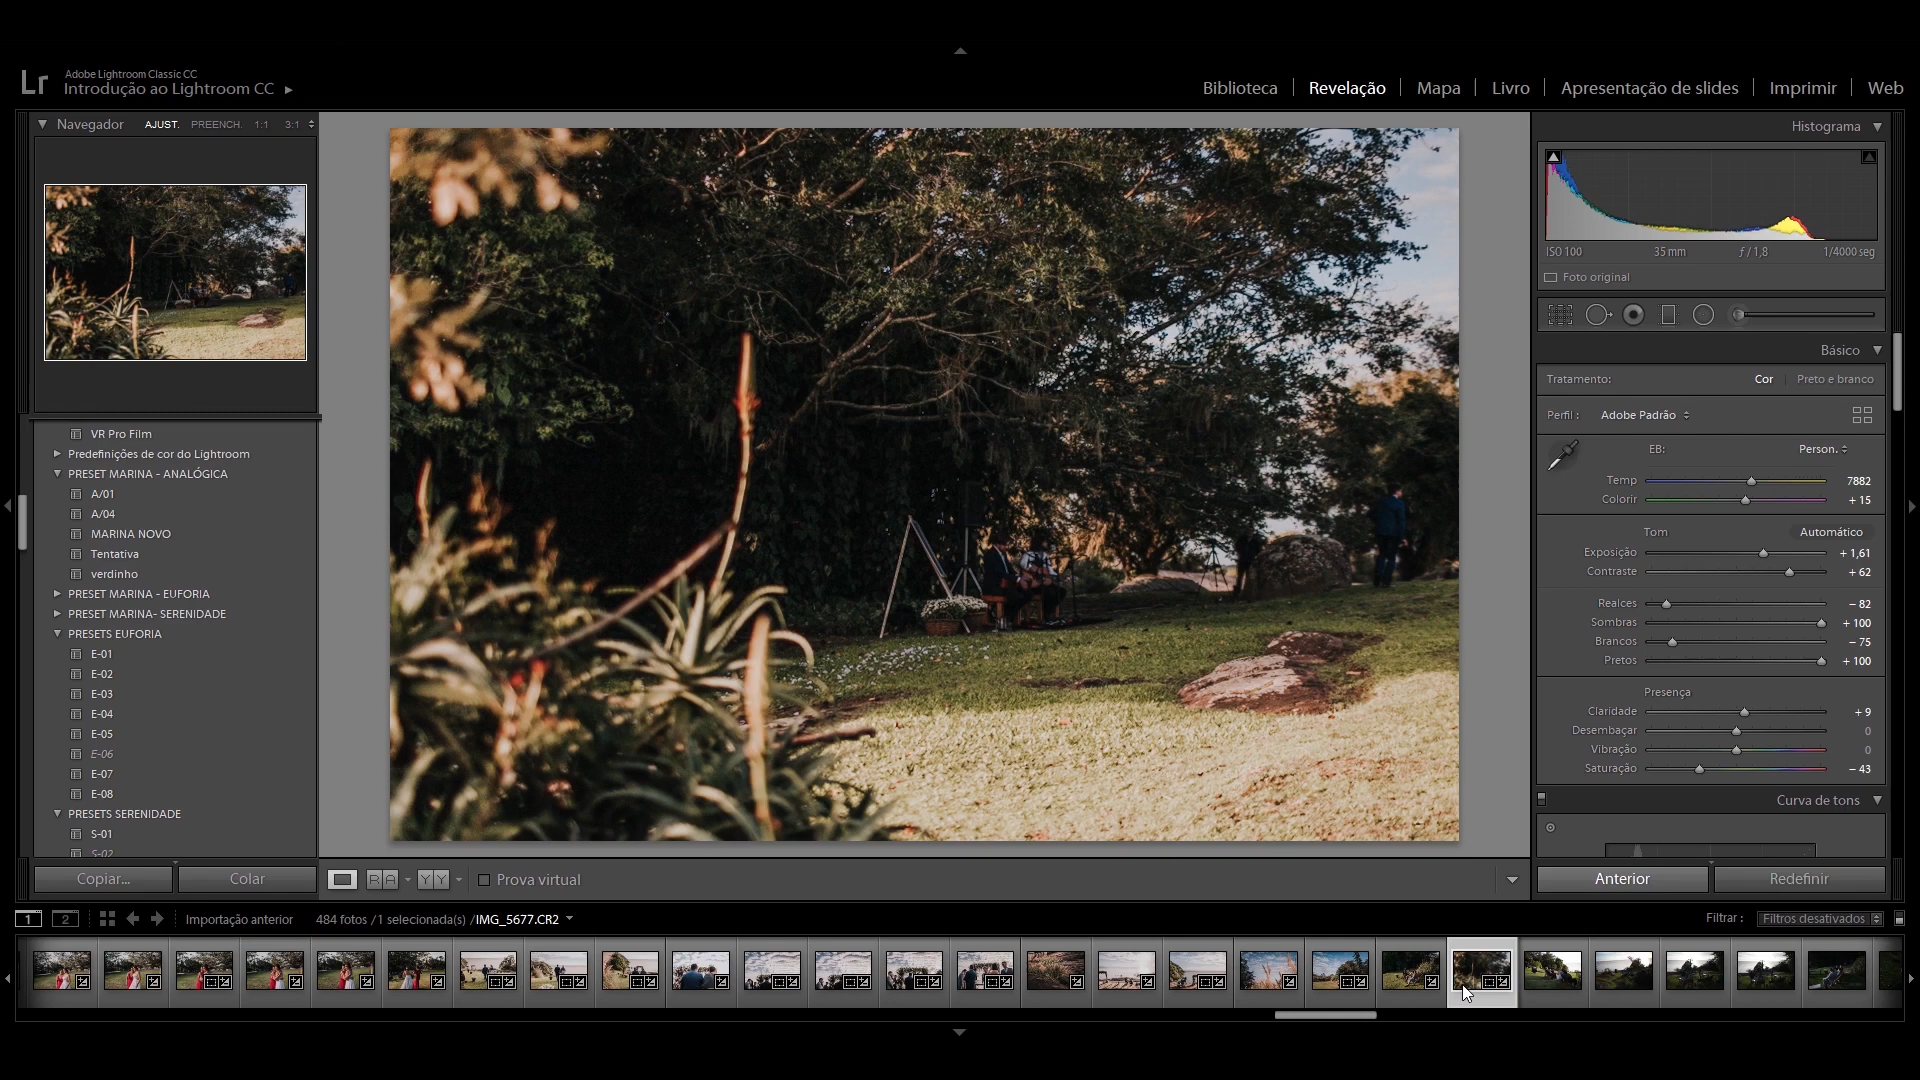 Lr
Adobe Lightroom Classic CC
Introdução ao Lightroom CC
Biblioteca | Revelação | Mapa | Livro | Apresentação de slides | Imprimir | Web
Navegador AJUST. PREENCH. 1:1 3:1
VR Pro Film
Predefinições de cor do Lightroom
PRESET MARINA - ANALÓGICA
A/01
A/04
MARINA NOVO
Tentativa
verdinho
PRESET MARINA - EUFORIA
PRESET MARINA- SERENIDADE
PRESETS EUFORIA
E-01
E-02
E-03
E-04
E-05
E-06
E-07
E-08
PRESETS SERENIDADE
S-01
S-02
Copiar... Colar
R A Y Y Prova virtual
Histograma
ISO 100 35 mm ƒ / 1,8 1/4000 seg
Foto original
Básico
Tratamento: Cor Preto e branco
Perfil : Adobe Padrão
EB: Person.
Temp 7882
Colorir + 15
Tom Automático
Exposição + 1,61
Contraste + 62
Realces − 82
Sombras + 100
Brancos − 75
Pretos + 100
Presença
Claridade + 9
Desembaçar 0
Vibração 0
Saturação − 43
Curva de tons
Anterior Redefinir
1 2 Importação anterior 484 fotos /1 selecionada(s) /IMG_5677.CR2 Filtrar : Filtros desativados